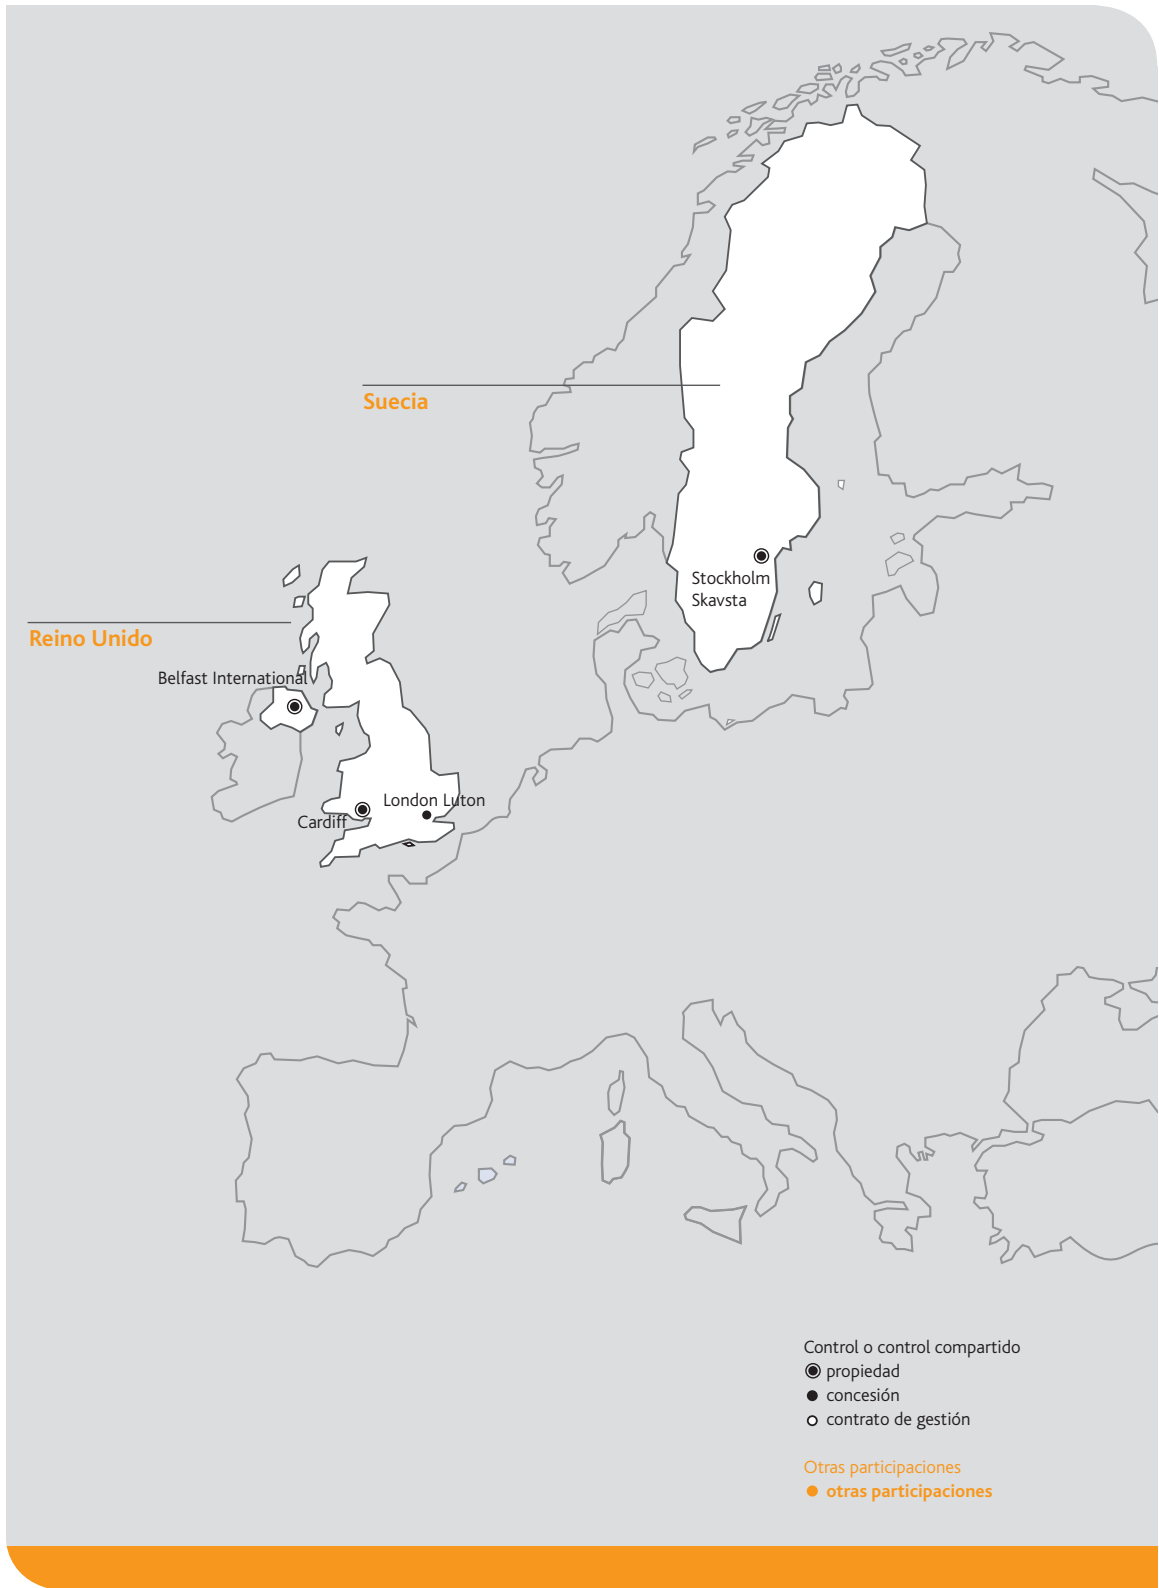 Suecia
Stockholm
Skavsta
Reino Unido
Belfast International
London Luton
Cardiff
Control o control compartido
propiedad
concesión
contrato de gestión
Otras participaciones
otras participaciones